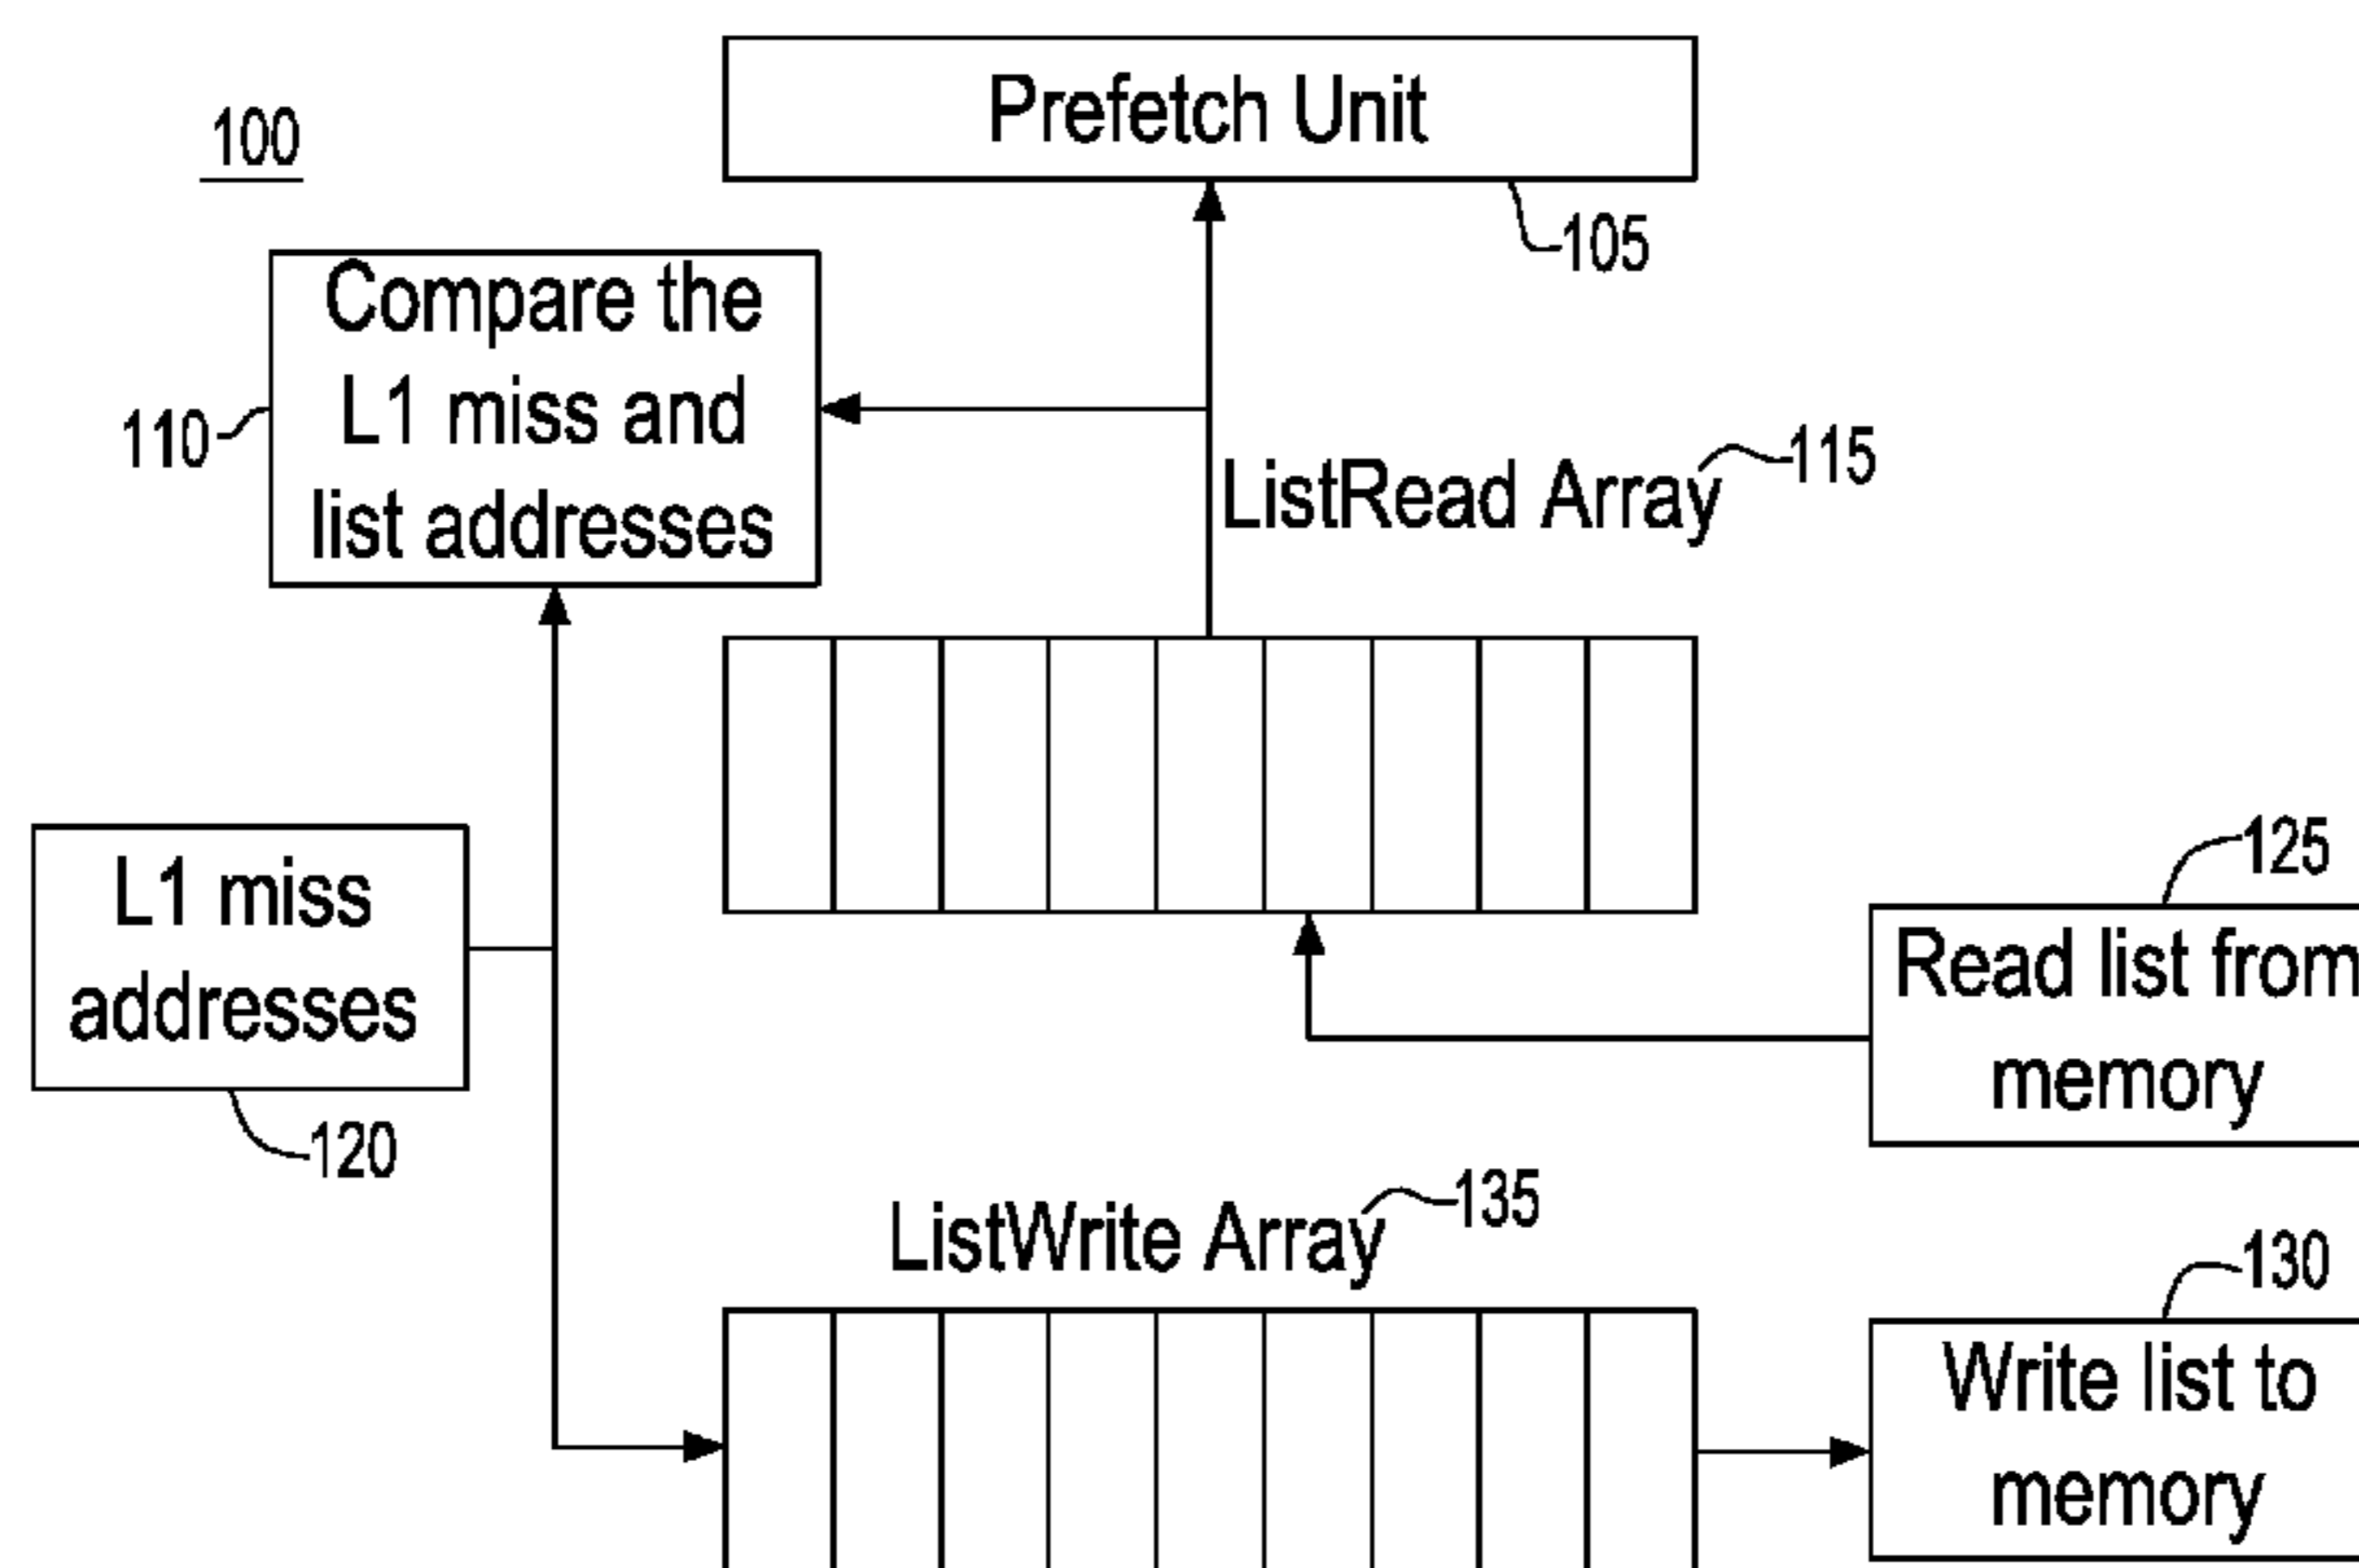 Prefetch Unit
100
105
Compare the
L1 miss and
list addresses
110
ListRead Array
115
L1 miss
addresses
120
125
Read list from
memory
ListWrite Array
135
130
Write list to
memory